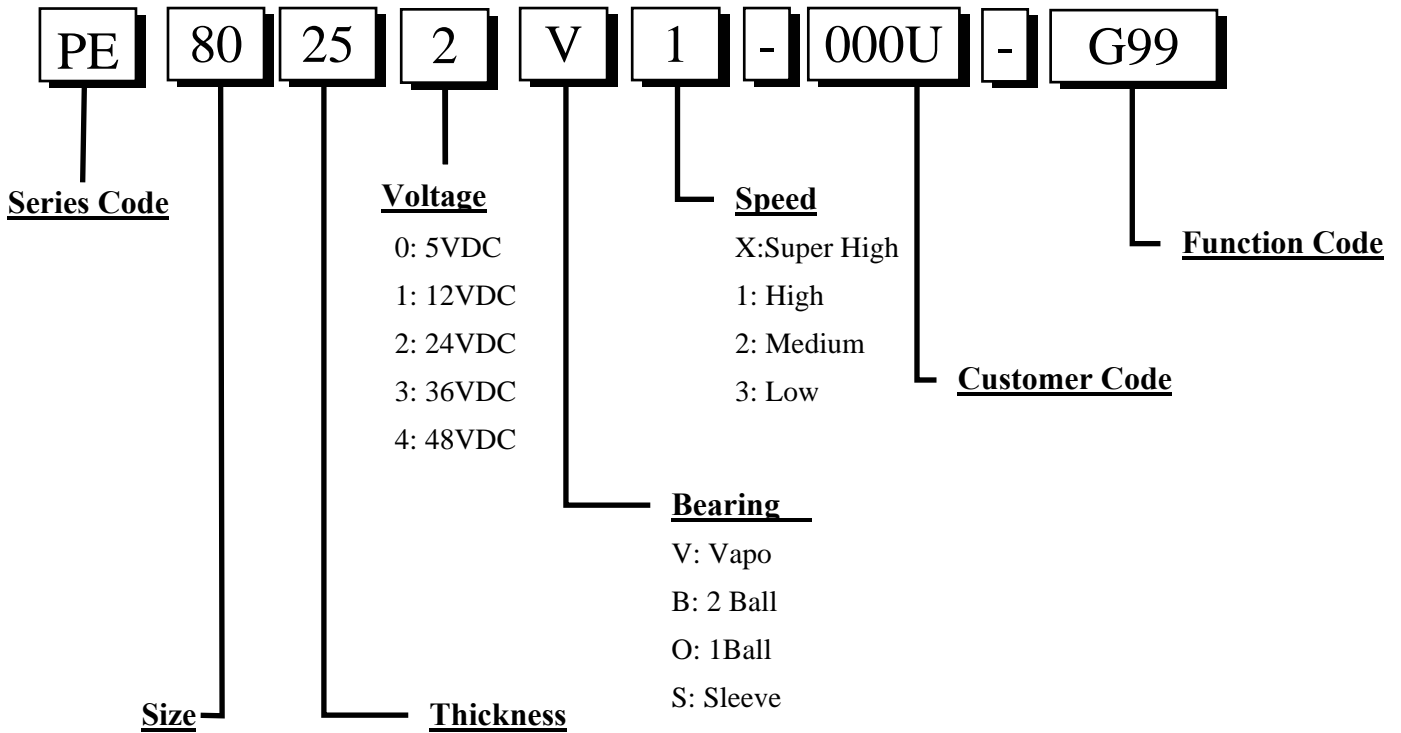 PE 80 25 2 V 1 - 000U - G99
Series Code
Voltage
0: 5VDC
1: 12VDC
2: 24VDC
3: 36VDC
4: 48VDC
Speed
X:Super High
1: High
2: Medium
3: Low
Function Code
Customer Code
Bearing
V: Vapo
B: 2 Ball
O: 1Ball
S: Sleeve
Size
Thickness